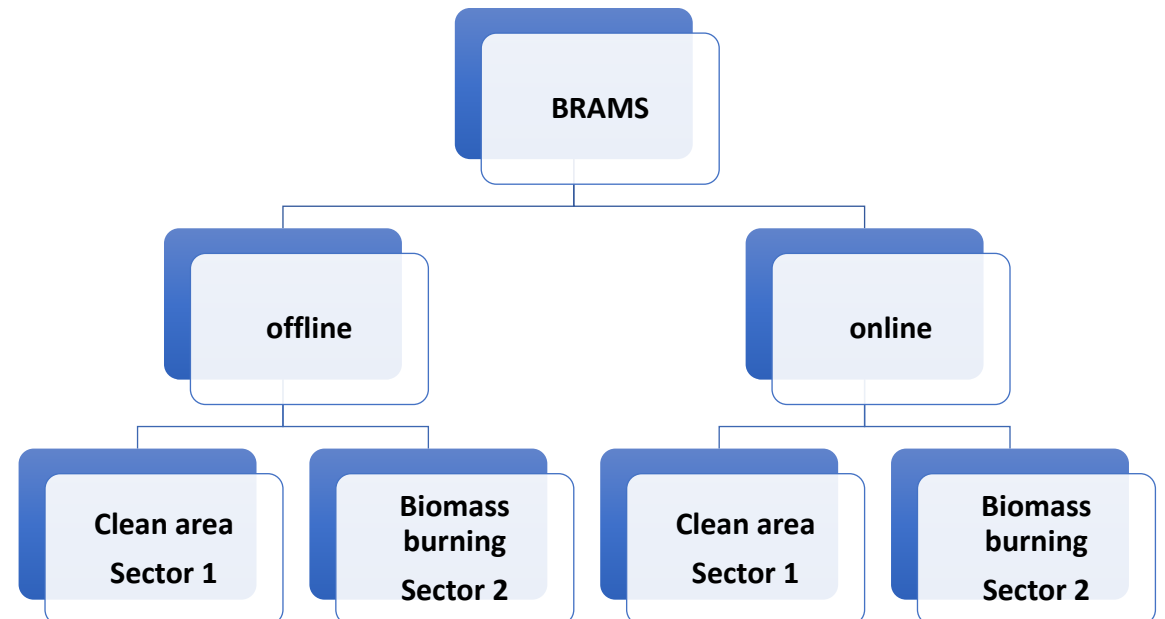 BRAMS
offline
online
Clean area
Sector 1
Biomass
burning
Sector 2
Clean area
Sector 1
Biomass
burning
Sector 2